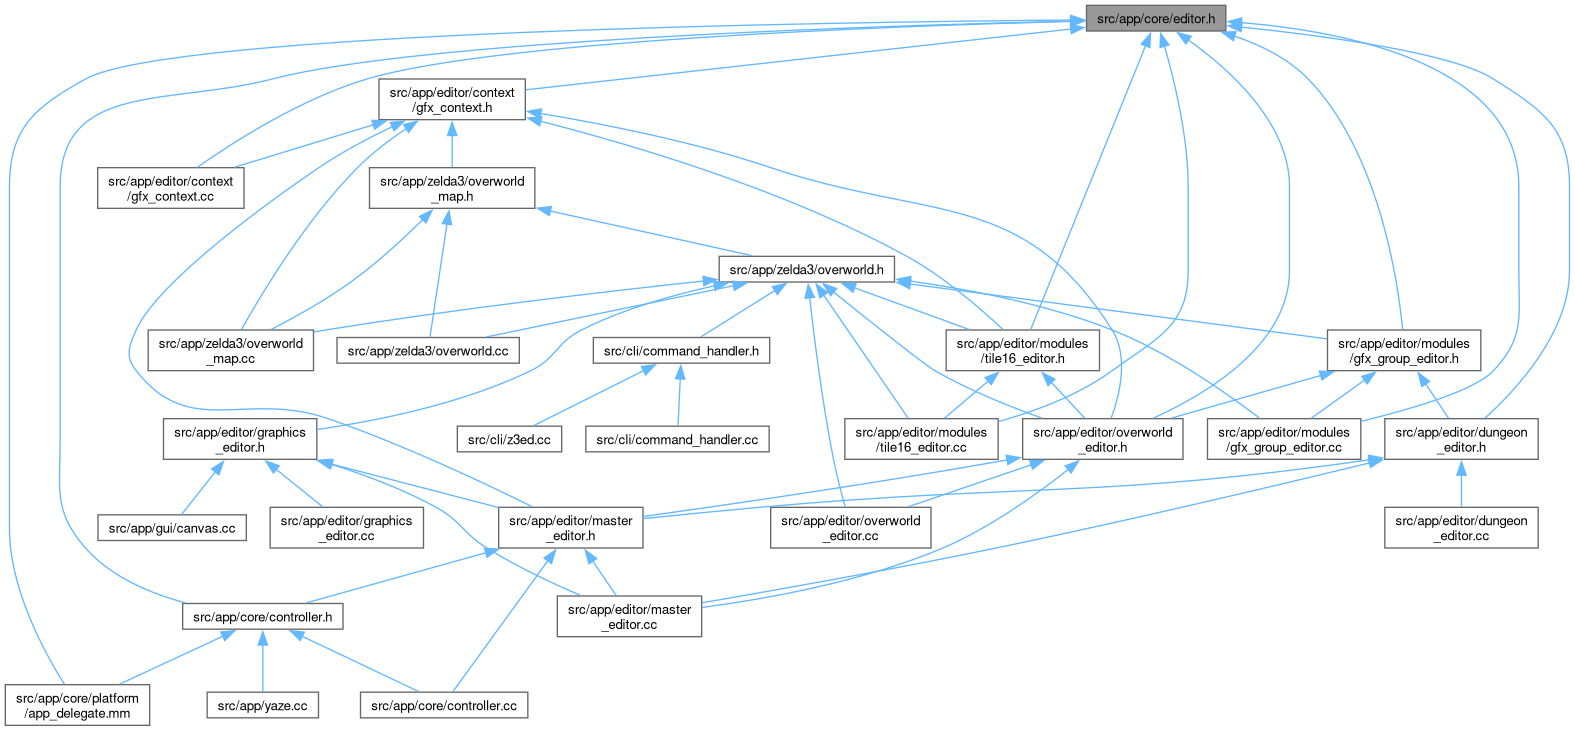 src/app/core/editor.h
src/app/editor/context
/gfx_context.h
src/app/editor/context
/gfx_context.cc
src/app/zelda3/overworld
_map.h
src/app/zelda3/overworld.h
src/app/zelda3/overworld
_map.cc
src/app/zelda3/overworld.cc
src/cli/command_handler.h
src/app/editor/modules
/tile16_editor.h
src/app/editor/modules
/gfx_group_editor.h
src/app/editor/graphics
_editor.h
src/cli/z3ed.cc
src/cli/command_handler.cc
src/app/editor/modules
/tile16_editor.cc
src/app/editor/overworld
_editor.h
src/app/editor/modules
/gfx_group_editor.cc
src/app/editor/dungeon
_editor.h
src/app/gui/canvas.cc
src/app/editor/graphics
_editor.cc
src/app/editor/master
_editor.h
src/app/editor/overworld
_editor.cc
src/app/editor/dungeon
_editor.cc
src/app/core/controller.h
src/app/editor/master
_editor.cc
src/app/core/platform
/app_delegate.mm
src/app/yaze.cc
src/app/core/controller.cc